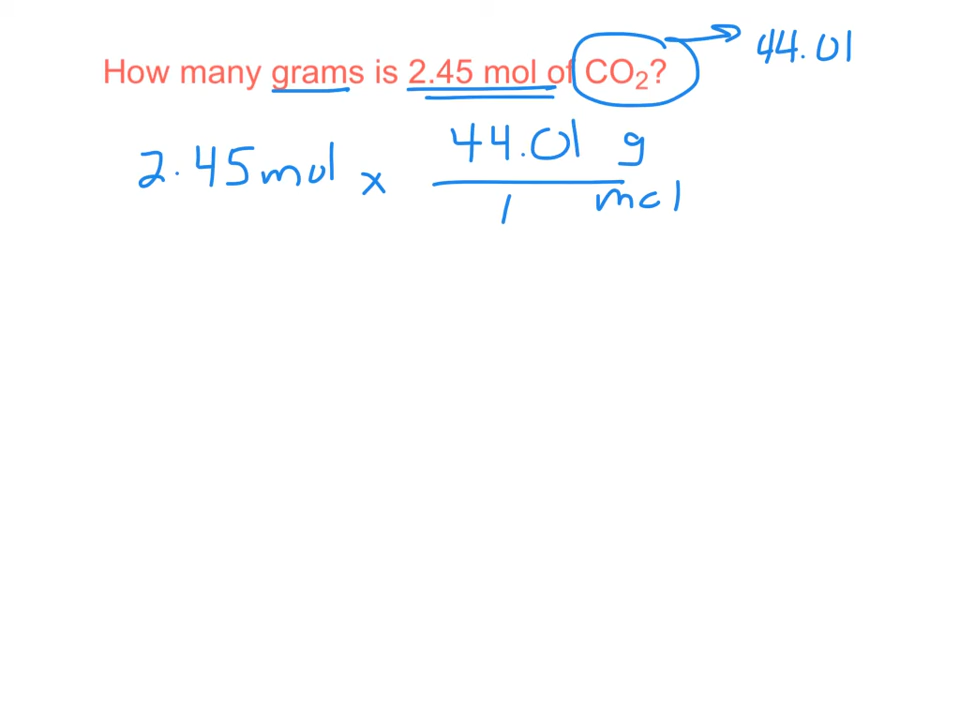 44.01
How many grams is 2.45 mol of CO₂?
2.45 mol x 44.01 g
1 mol